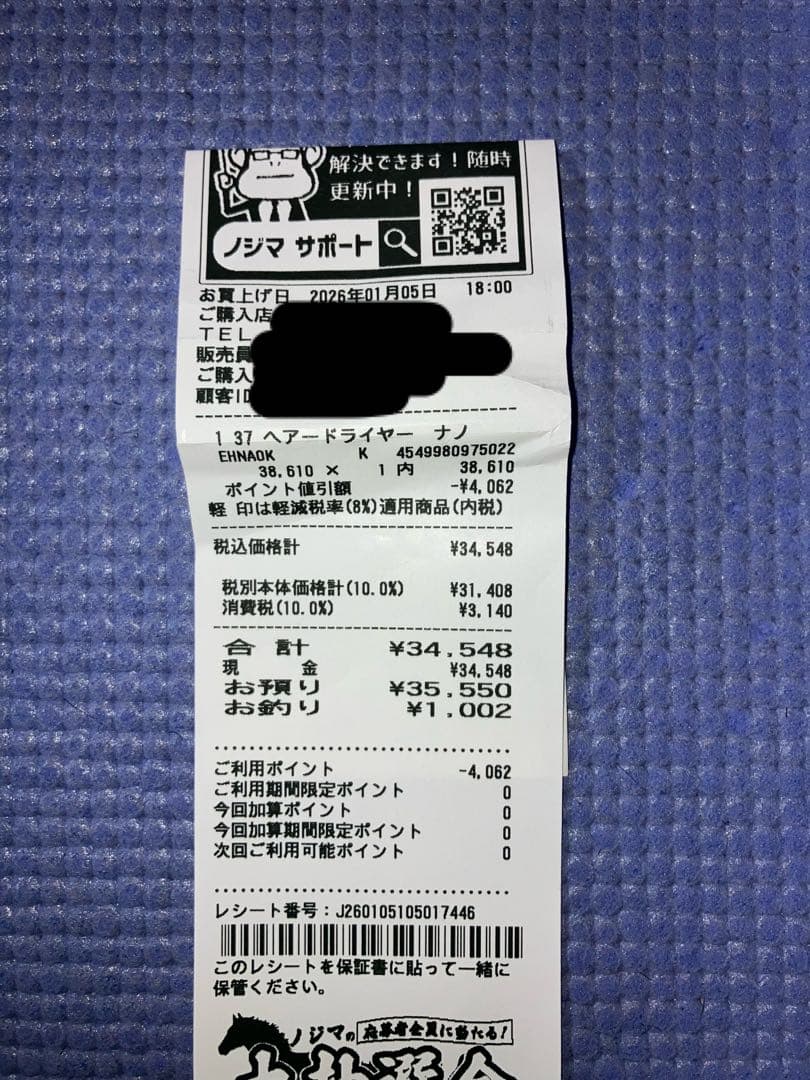 解決できます！随時
更新中！
ノジマ サポート
お買上げ日 2026年01月05日 18:00
ご購入店
TEL
販売員
ご購入
顧客ID
1 37 ヘアードライヤー ナノ
EHNA0K K 4549980975022
38,610 × 1 内 38,610
ポイント値引額 -¥4,062
軽 印は軽減税率(8%)適用商品(内税)
税込価格計 ¥34,548
税別本体価格計(10.0%) ¥31,408
消費税(10.0%) ¥3,140
合計 ¥34,548
現金 ¥34,548
お預り ¥35,550
お釣り ¥1,002
ご利用ポイント -4,062
ご利用期間限定ポイント 0
今回加算ポイント 0
今回加算期間限定ポイント 0
次回ご利用可能ポイント 0
レシート番号：J260105105017446
このレシートを保証書に貼って一緒に
保管ください。
ノジマの 応募者全員に当たる！